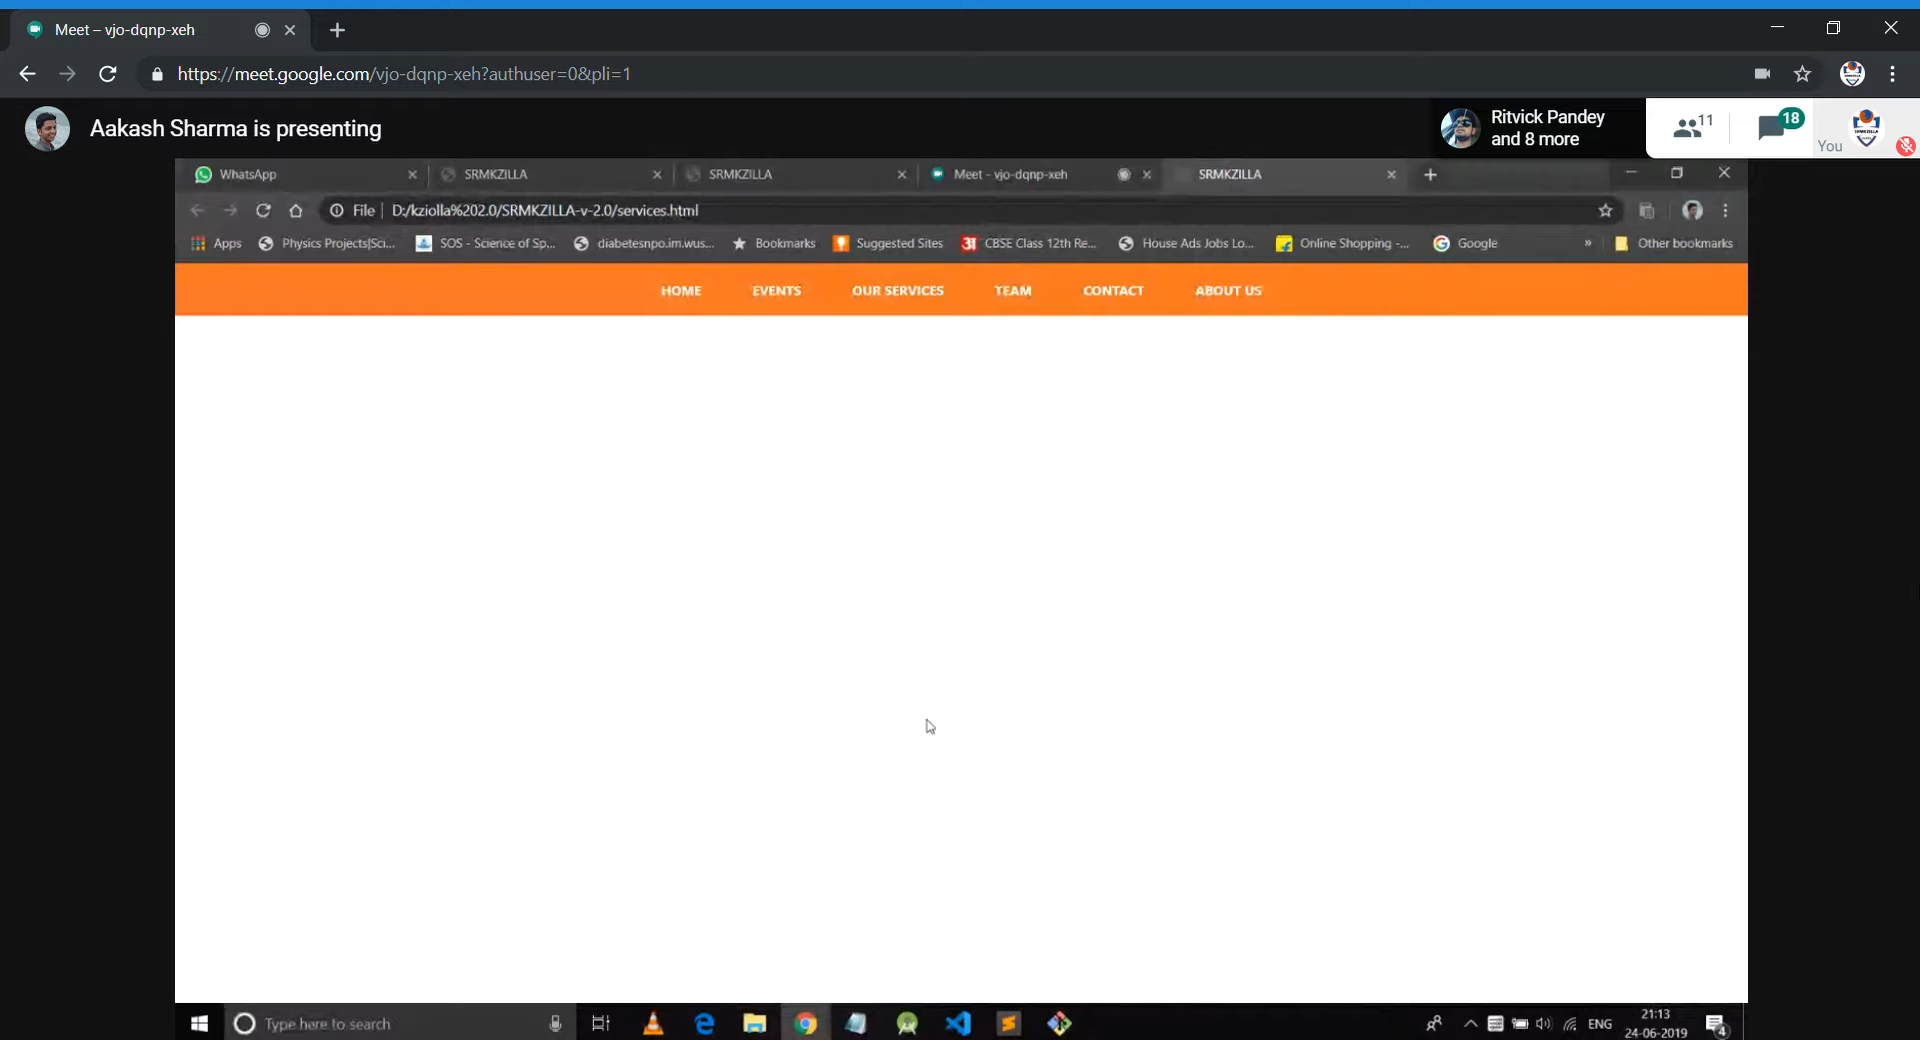 Meet – vjo-dqnp-xeh
https://meet.google.com/vjo-dqnp-xeh?authuser=0&pli=1
Aakash Sharma is presenting
Ritvick Pandey
and 8 more
11
18
You
WhatsApp
SRMKZILLA
SRMKZILLA
Meet - vjo-dqnp-xeh
SRMKZILLA
File
D:/kziolla%202.0/SRMKZILLA-v-2.0/services.html
Apps
Physics Projects|Sci...
SOS - Science of Sp...
diabetesnpo.im.wus...
Bookmarks
Suggested Sites
31
CBSE Class 12th Re...
House Ads Jobs Lo...
Online Shopping -...
Google
»
Other bookmarks
HOME
EVENTS
OUR SERVICES
TEAM
CONTACT
ABOUT US
Type here to search
ENG
21:13
24-06-2019
4